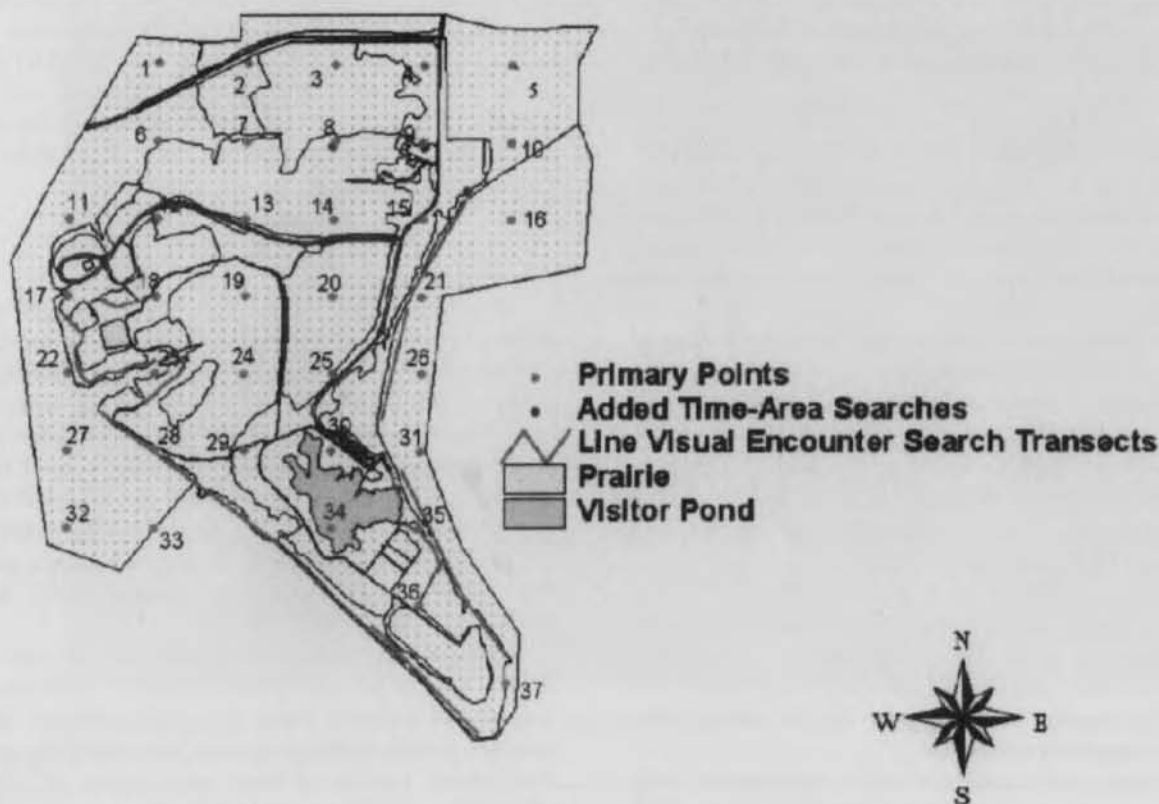 1 2 3 4 5
6 7 8 9 10
11 12 13 14 15 16
17 18 19 20 21
22 23 24 25 26
27 28 29 30 31
32 33 34 35
36
37
Primary Points
Added Time-Area Searches
Line Visual Encounter Search Transects
Prairie
Visitor Pond
N
W E
S